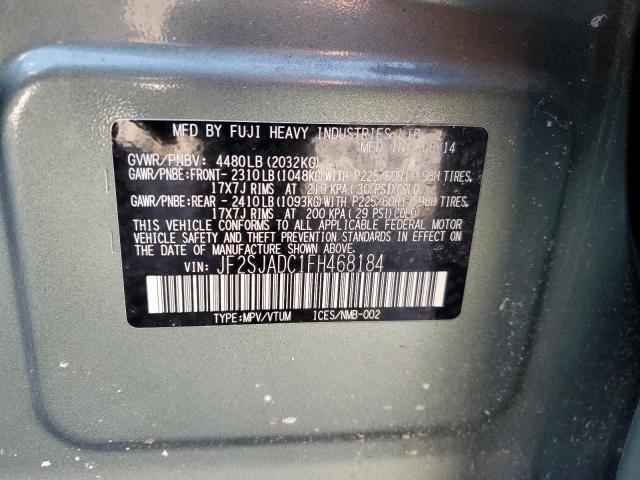 MFD BY FUJI HEAVY INDUSTRIES LTD.
MFD IN 06/14
GVWR/PNBV: 4480LB(2032KG)
GAWR/PNBE:FRONT-2310LB(1048KG)WITH P225/60R17 98H TIRES,
17X7J RIMS AT 210 KPA(30 PSI)COLD
GAWR/PNBE:REAR -2410LB(1093KG)WITH P225/60R17 98H TIRES,
17X7J RIMS AT 200 KPA(29 PSI)COLD
THIS VEHICLE CONFORMS TO ALL APPLICABLE FEDERAL MOTOR
VEHICLE SAFETY AND THEFT PREVENTION STANDARDS IN EFFECT ON
THE DATE OF MANUFACTURE SHOWN ABOVE.
VIN: JF2SJADC1FH468184
TYPE:MPV/VTUM ICES/NMB-002